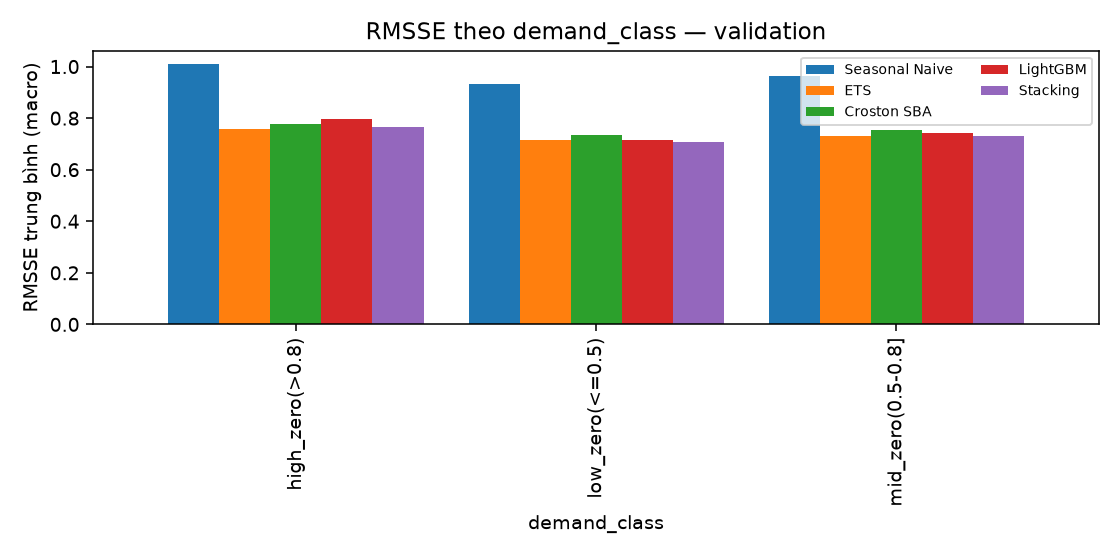 RMSSE theo demand_class — validation
RMSSE trung bình (macro)
1.0
0.8
0.6
0.4
0.2
0.0
Seasonal Naive
ETS
Croston SBA
LightGBM
Stacking
high_zero(>0.8)
low_zero(<=0.5)
mid_zero(0.5-0.8]
demand_class